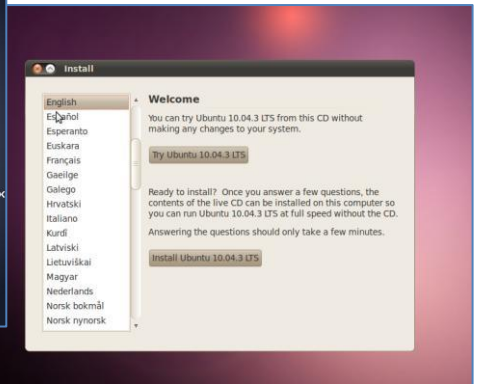 Install
English
Español
Esperanto
Euskara
Français
Gaeilge
Galego
Hrvatski
Italiano
Kurdî
Latviski
Lietuviškai
Magyar
Nederlands
Norsk bokmål
Norsk nynorsk
Welcome
You can try Ubuntu 10.04.3 LTS from this CD without
making any changes to your system.
Try Ubuntu 10.04.3 LTS
Ready to install? Once you answer a few questions, the
contents of the live CD can be installed on this computer so
you can run Ubuntu 10.04.3 LTS at full speed without the CD.
Answering the questions should only take a few minutes.
Install Ubuntu 10.04.3 LTS